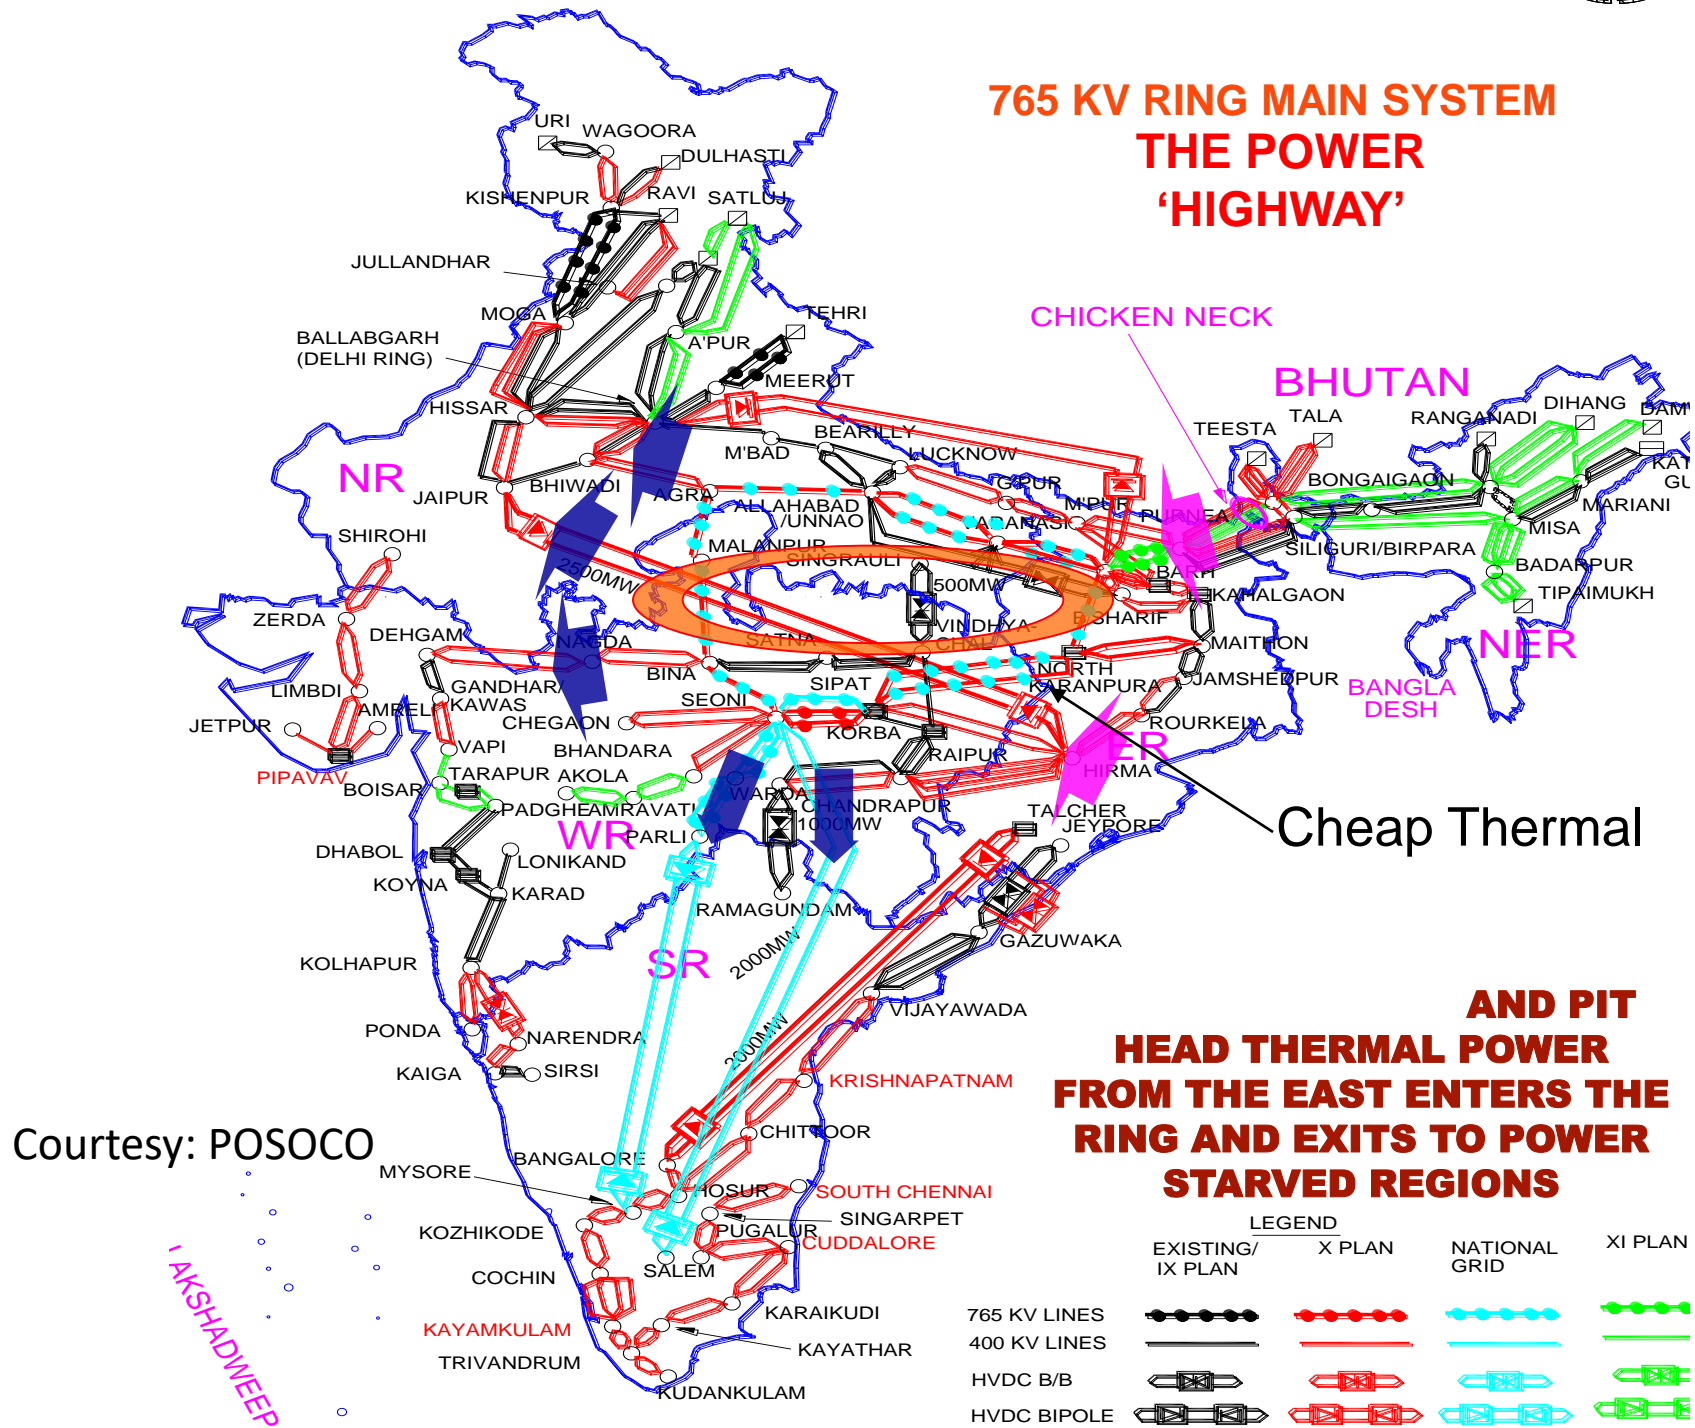 765 KV RING MAIN SYSTEM
THE POWER
‘HIGHWAY’
URI
WAGOORA
DULHASTI
KISHENPUR
RAVI
SATLUJ
JULLANDHAR
MOGA
TEHRI
CHICKEN NECK
BALLABGARH
(DELHI RING)
A'PUR
MEERUT
BHUTAN
HISSAR
TEESTA
TALA
RANGANADI
DIHANG
BEARILLY
M'BAD
LUCKNOW
NR
JAIPUR
BHIWADI
AGRA
ALLAHABAD
/UNNAO
G'PUR
M'PUR
PURNEA
BONGAIGAON
MARIANI
MISA
SHIROHI
MALANPUR
SINGRAULI
SILIGURI/BIRPARA
2500MW
500MW
BARH
BADARPUR
KAHALGAON
TIPAIMUKH
ZERDA
DEHGAM
NAGDA
SATNA
VINDHYA-
CHAL
B'SHARIF
MAITHON
NER
BINA
NORTH
KARANPURA
LIMBDI
GANDHAR/
KAWAS
SEONI
SIPAT
JAMSHEDPUR
BANGLA
DESH
JETPUR
AMRELI
CHEGAON
KORBA
ROURKELA
VAPI
BHANDARA
RAIPUR
ER
HIRMA
PIPAVAV
TARAPUR
AKOLA
BOISAR
WARDA
CHANDRAPUR
PADGHE
AMRAVATI
TALCHER
Cheap Thermal
WR
PARLI
1000MW
JEYPORE
DHABOL
LONIKAND
KOYNA
KARAD
RAMAGUNDAM
GAZUWAKA
KOLHAPUR
SR
2000MW
VIJAYAWADA
AND PIT
HEAD THERMAL POWER
FROM THE EAST ENTERS THE
RING AND EXITS TO POWER
STARVED REGIONS
PONDA
NARENDRA
2000MW
KAIGA
SIRSI
KRISHNAPATNAM
CHITTOOR
Courtesy: POSOCO
BANGALORE
MYSORE
HOSUR
SOUTH CHENNAI
SINGARPET
KOZHIKODE
PUGALUR
CUDDALORE
COCHIN
SALEM
KARAIKUDI
KAYAMKULAM
KAYATHAR
TRIVANDRUM
KUDANKULAM
LAKSHADWEEP
LEGEND
EXISTING/
IX PLAN
X PLAN
NATIONAL
GRID
XI PLAN
765 KV LINES
400 KV LINES
HVDC B/B
HVDC BIPOLE